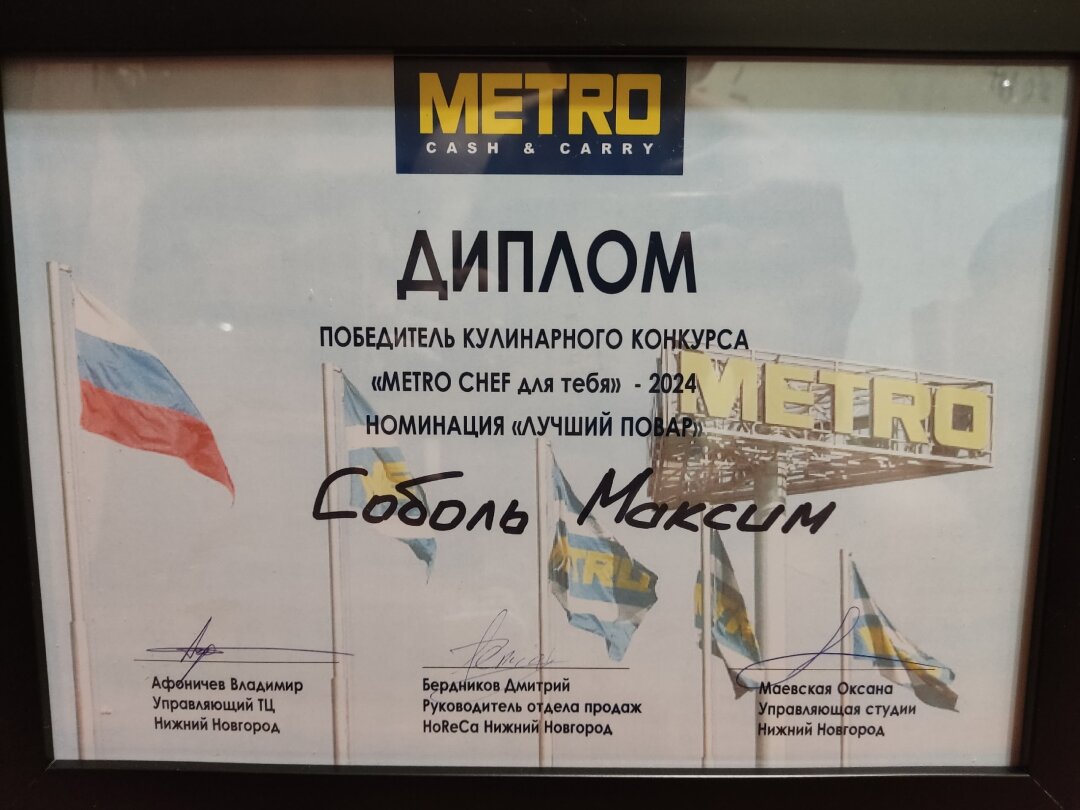 METRO
CASH & CARRY
ДИПЛОМ
ПОБЕДИТЕЛЬ КУЛИНАРНОГО КОНКУРСА
«METRO CHEF для тебя» - 2024
НОМИНАЦИЯ «ЛУЧШИЙ ПОВАР»
METRO
Соболь Максим
METRO
Афоничев Владимир
Управляющий ТЦ
Нижний Новгород
Бердников Дмитрий
Руководитель отдела продаж
HoReCa Нижний Новгород
Маевская Оксана
Управляющая студии
Нижний Новгород